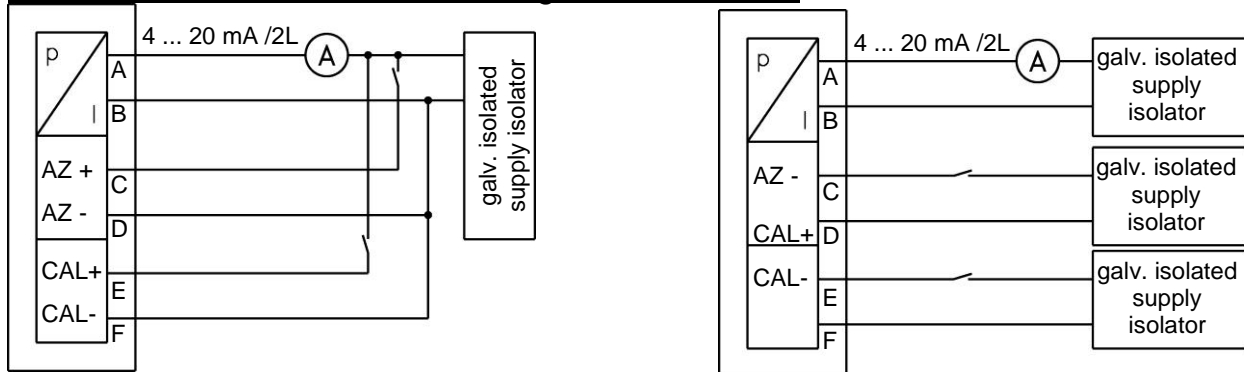 4 ... 20 mA /2L
A
p
I
A
B
AZ +
C
AZ -
D
CAL+
E
CAL-
F
galv. isolated
supply isolator
4 ... 20 mA /2L
A
p
I
A
B
AZ -
C
CAL+
D
CAL-
E
F
galv. isolated
supply
isolator
galv. isolated
supply
isolator
galv. isolated
supply
isolator